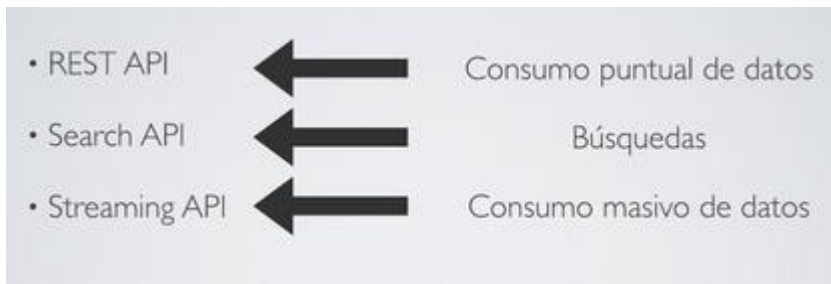 • REST API Consumo puntual de datos
• Search API Búsquedas
• Streaming API Consumo masivo de datos